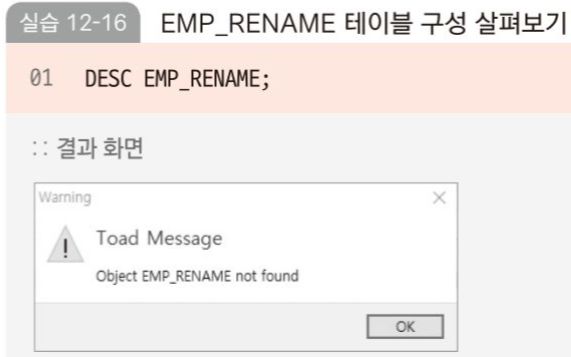 실습 12-16 EMP_RENAME 테이블 구성 살펴보기
01 DESC EMP_RENAME;
:: 결과 화면
Warning
Toad Message
Object EMP_RENAME not found
OK